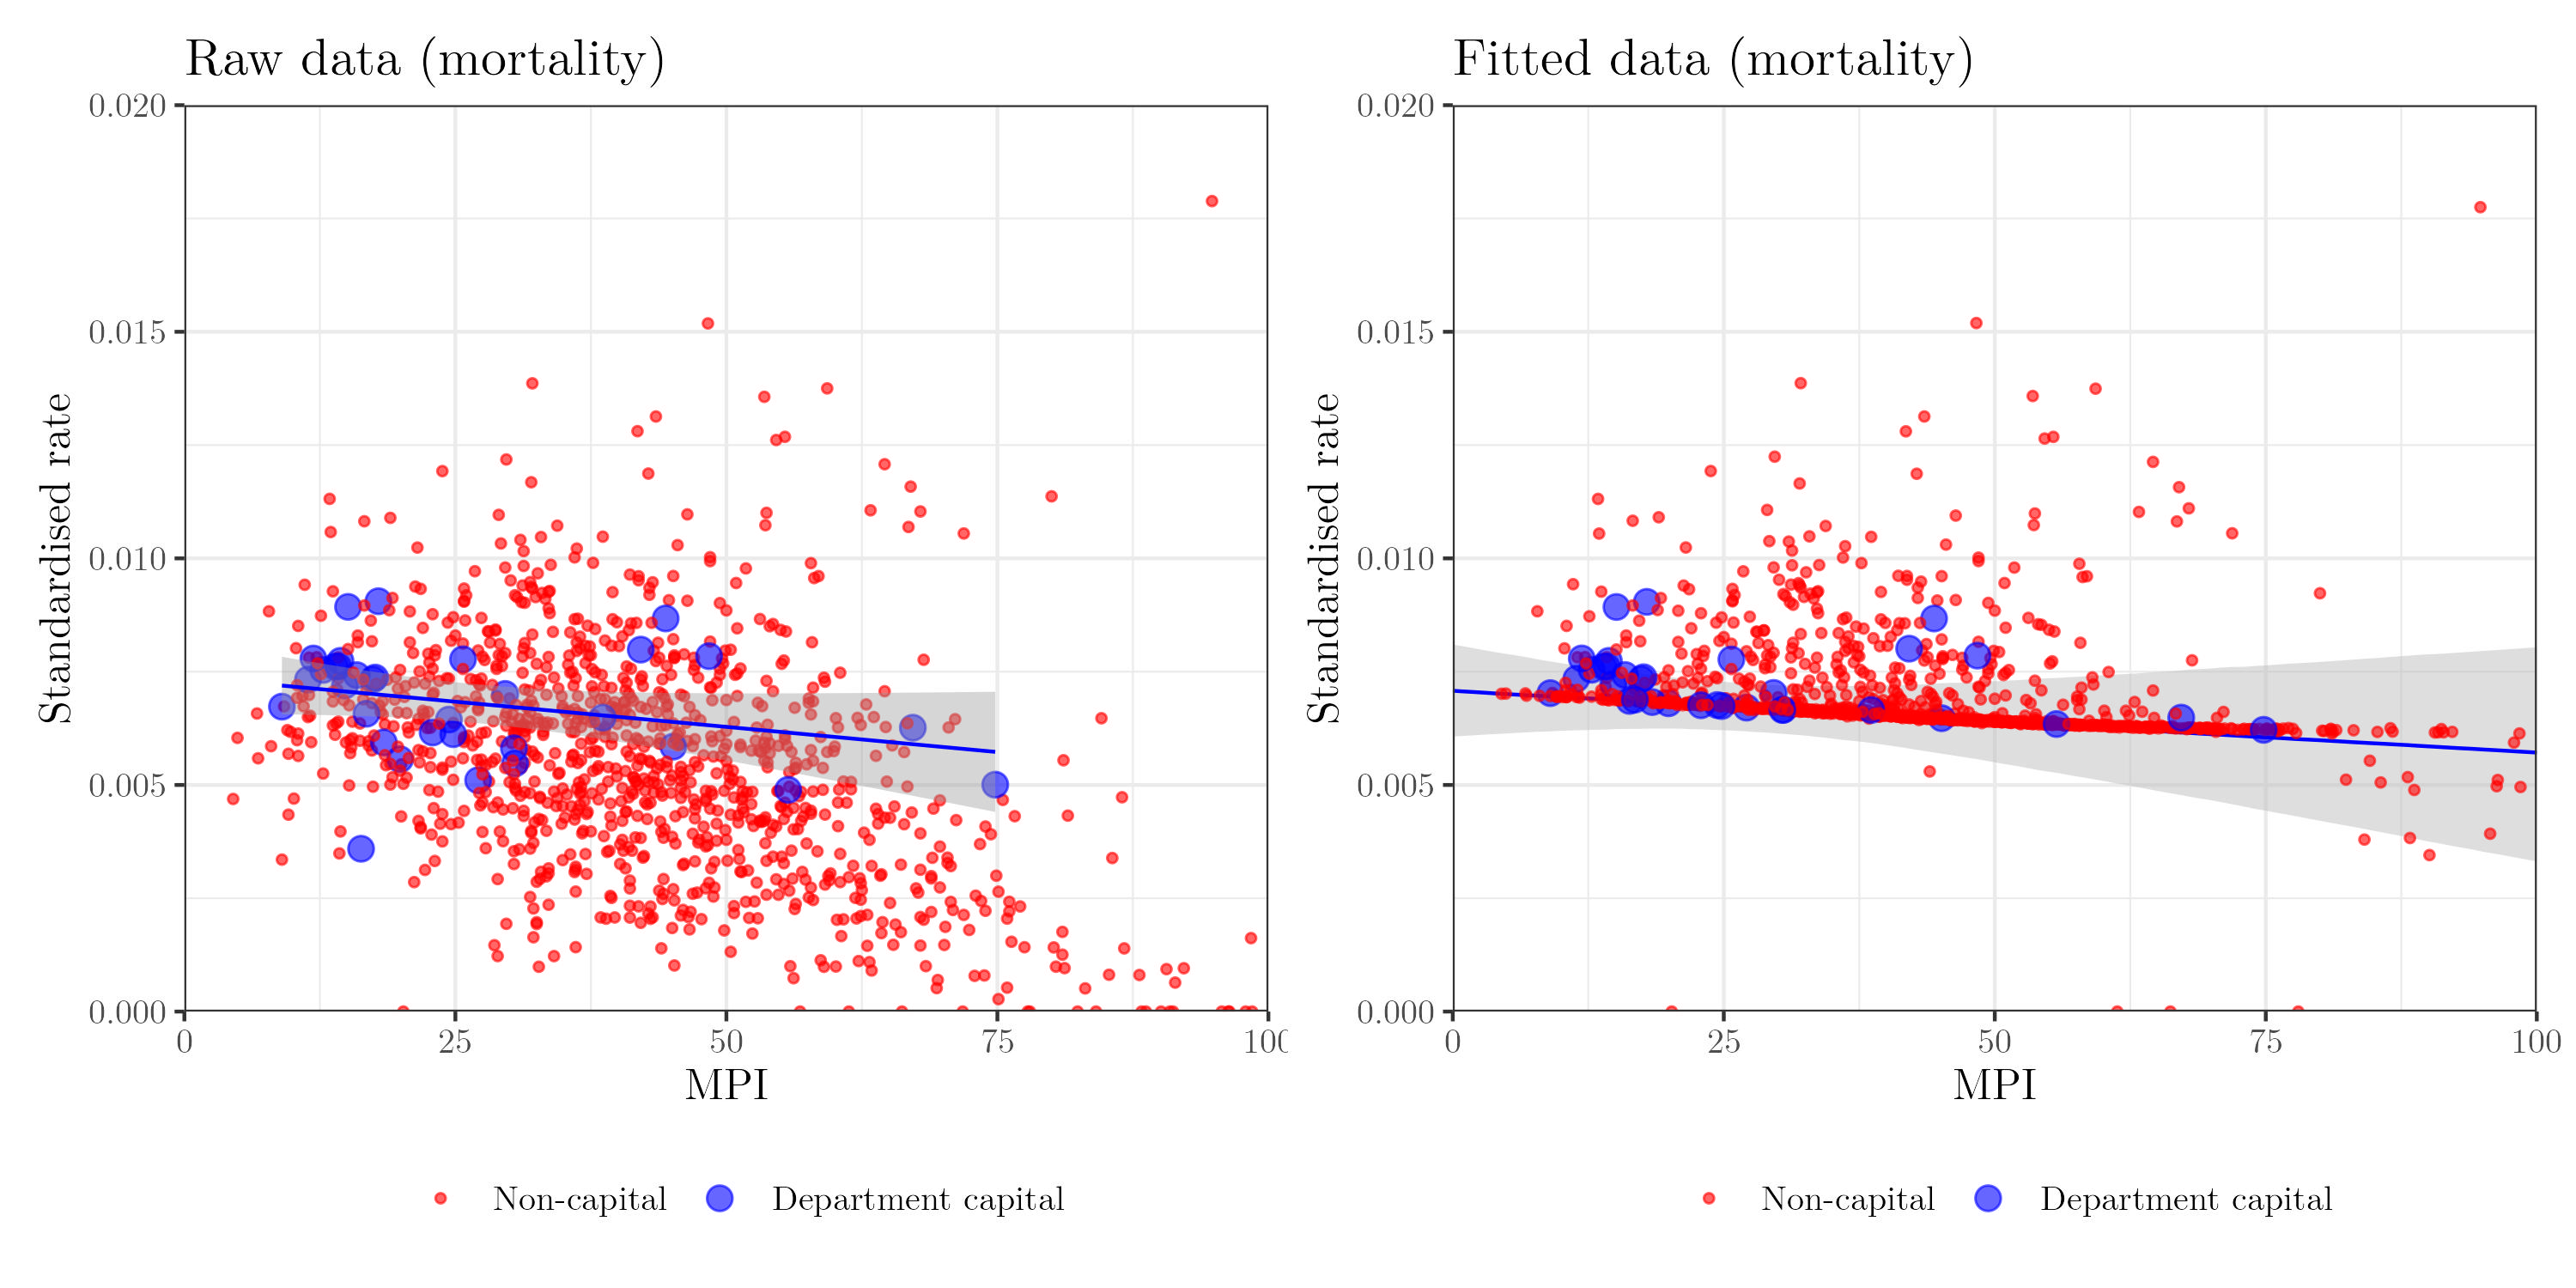 Raw data (mortality)
0.020
0.015
0.010
0.005
0.000
Standardised rate
0
25
50
75
100
MPI
Non-capital
Department capital
Fitted data (mortality)
0.020
0.015
0.010
0.005
0.000
Standardised rate
0
25
50
75
100
MPI
Non-capital
Department capital